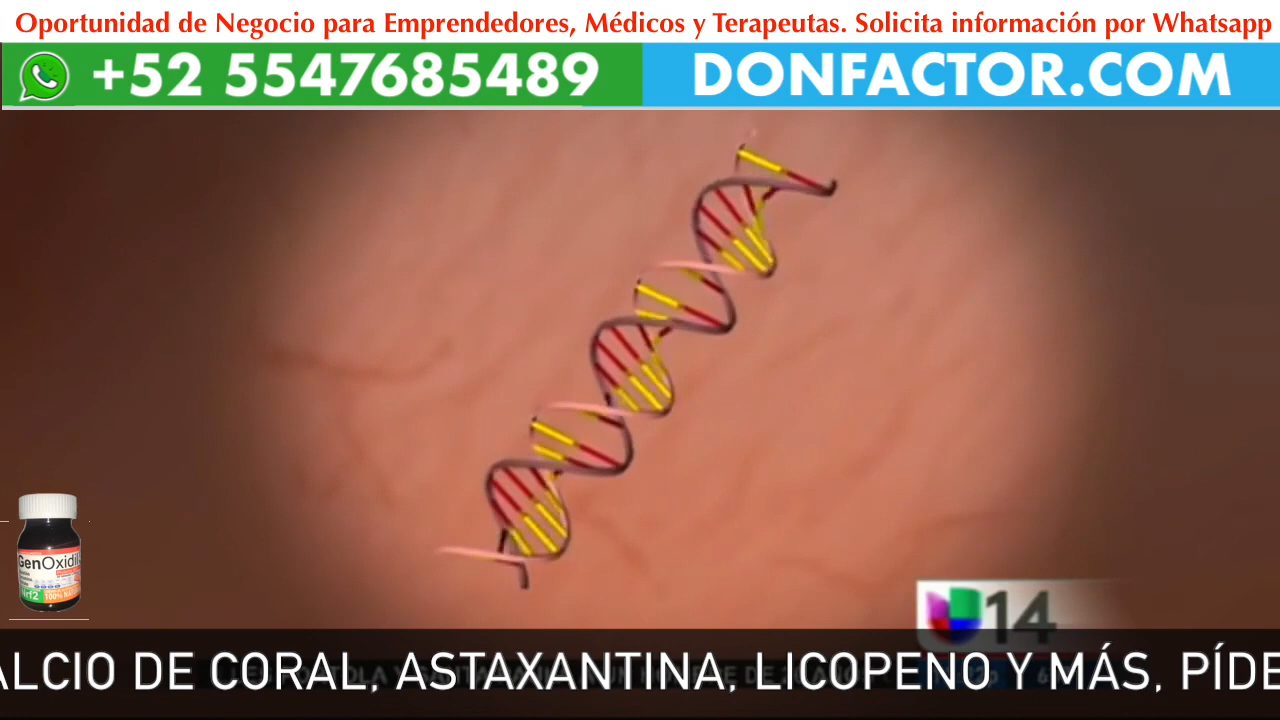 Oportunidad de Negocio para Emprendedores, Médicos y Terapeutas. Solicita información por Whatsapp
+52 5547685489
DONFACTOR.COM
GenOxidil
Nrf2
100%
14
ALCIO DE CORAL, ASTAXANTINA, LICOPENO Y MÁS, PÍDE